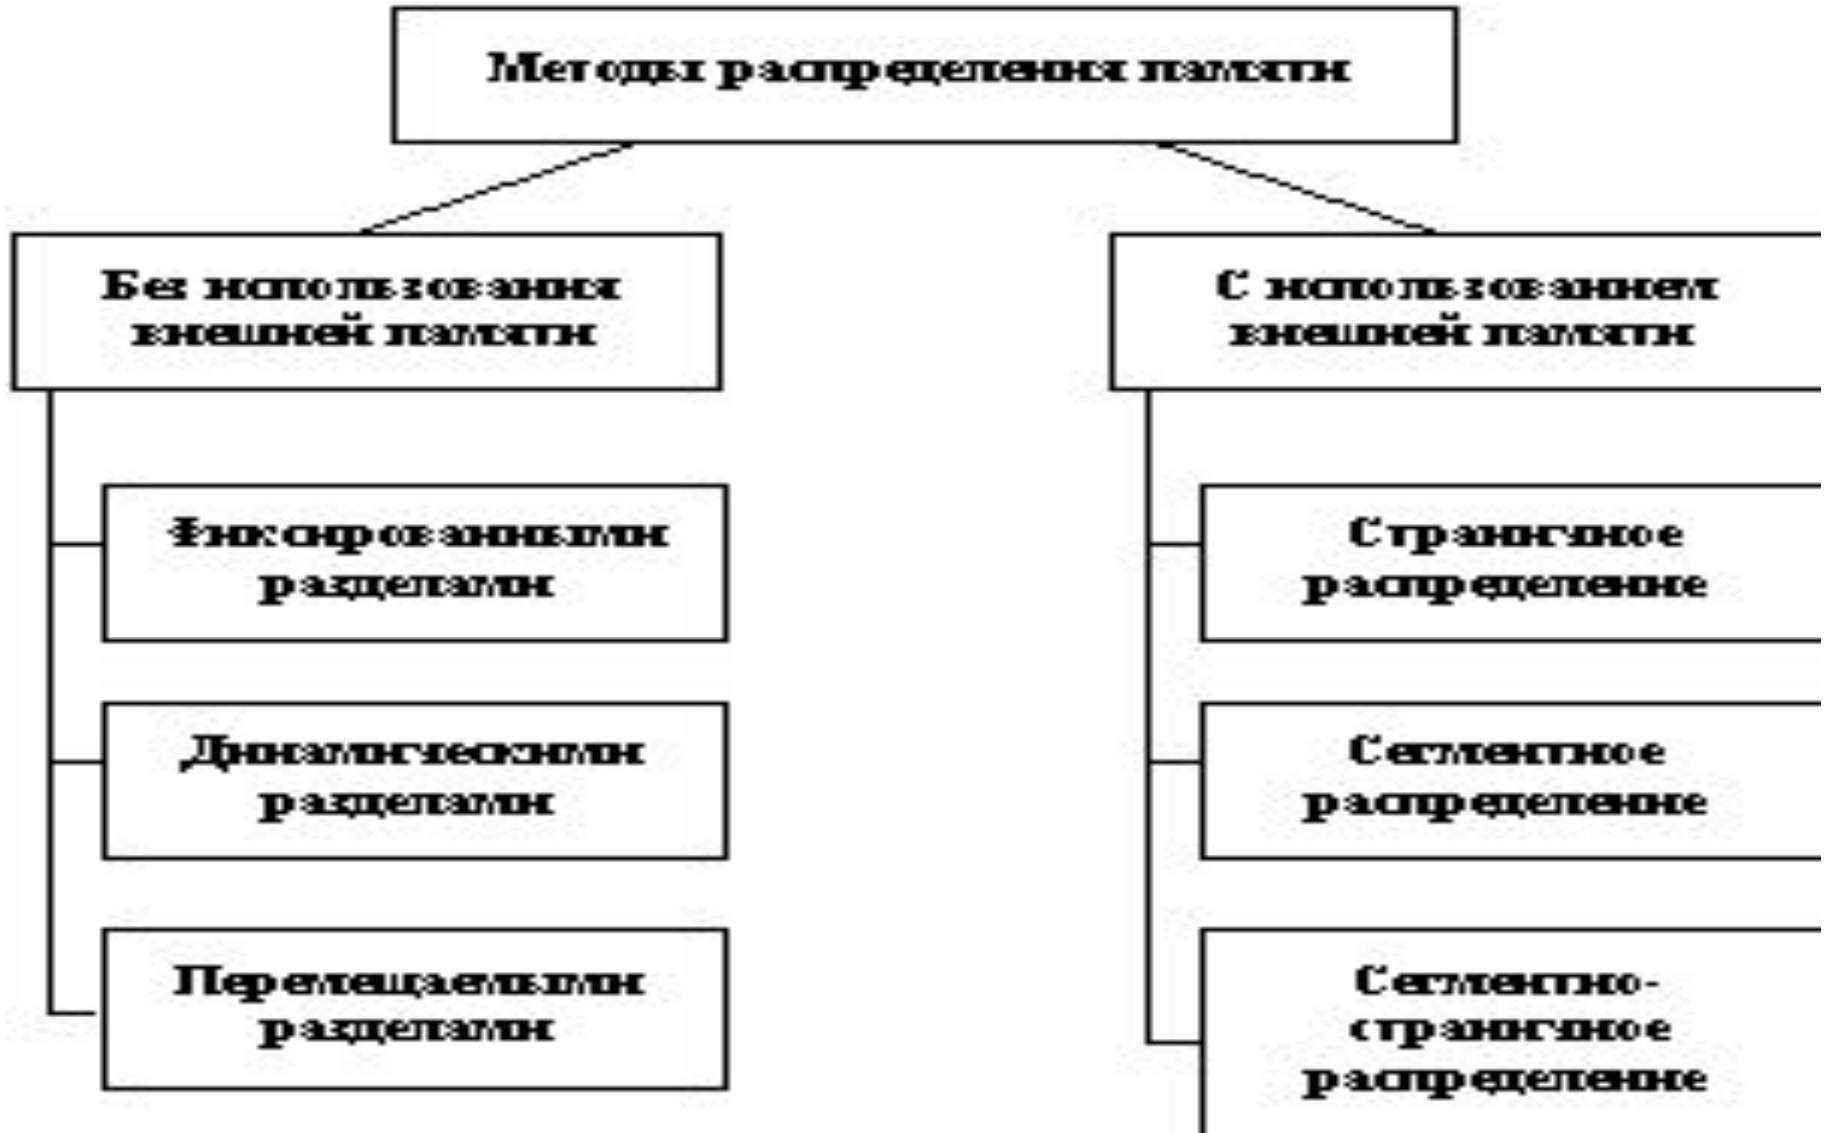 Методы распределения памяти
Без использования
внешней памяти
Фиксированными
разделами
Динамическими
разделами
Перемещаемыми
разделами
С использованием
внешней памяти
Страничное
распределение
Сегментное
распределение
Сегментно-
страничное
распределение